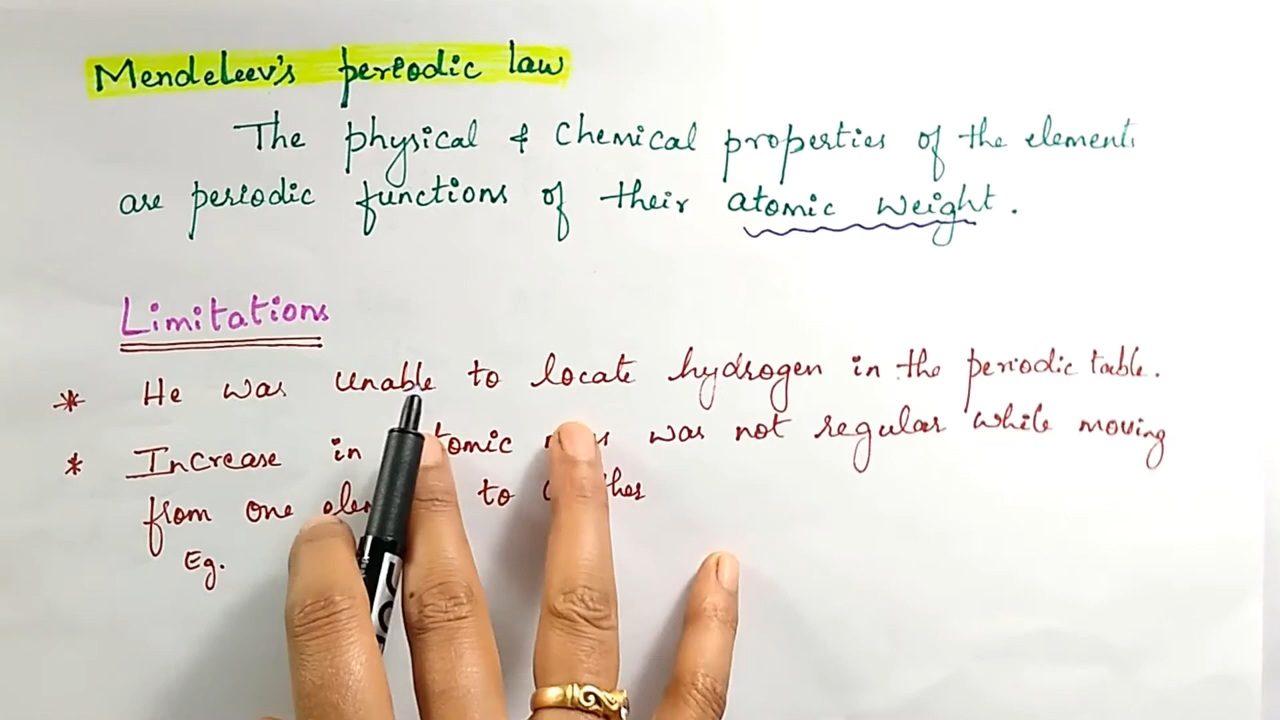 Mendeleev's periodic law
The physical & chemical properties of the elements
are periodic functions of their atomic weight.
Limitations
* He was unable to locate hydrogen in the periodic table.
* Increase in was not regular while moving
from one to
Eg.